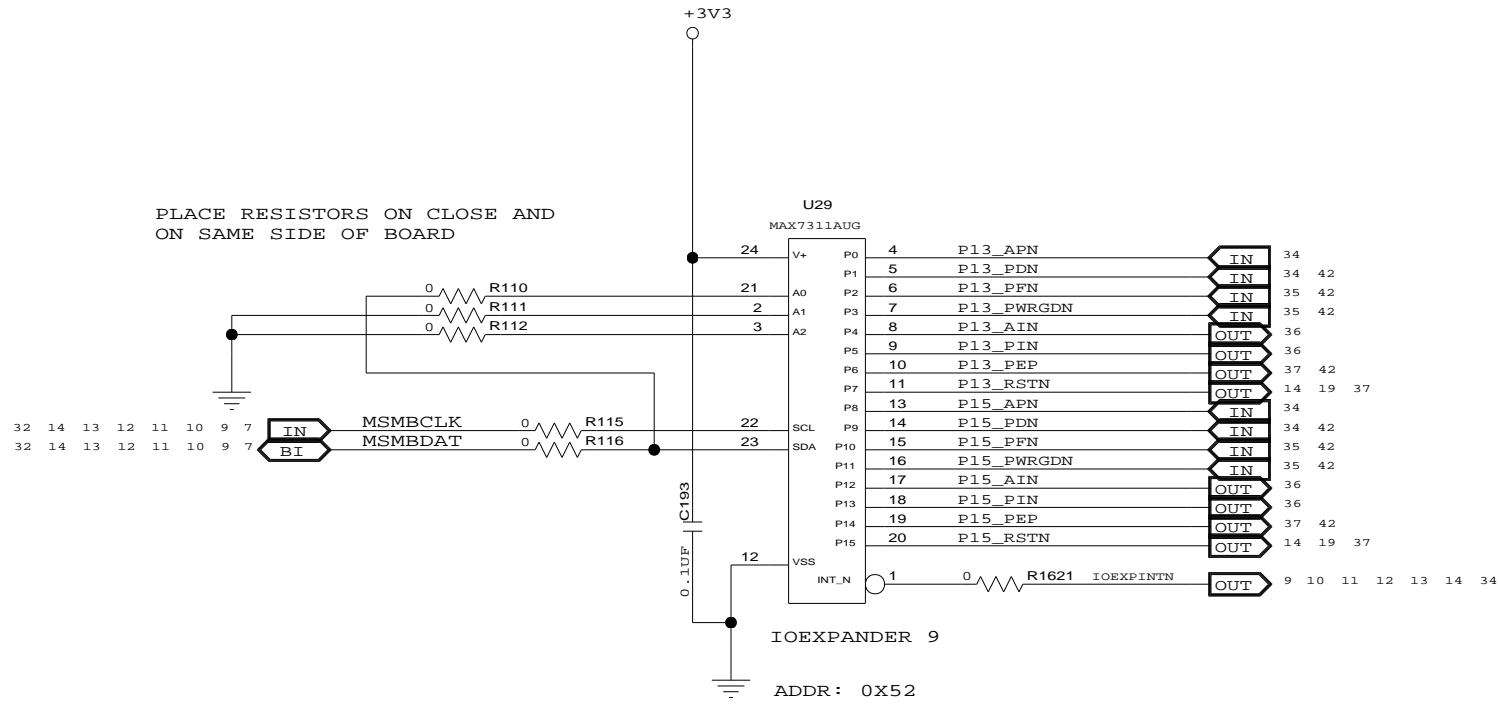 +3V3
PLACE RESISTORS ON CLOSE AND
ON SAME SIDE OF BOARD
U29
MAX7311AUG
24 V+ P0 4 P13_APN IN 34
P1 5 P13_PDN IN 34 42
0 R110 21 A0 P2 6 P13_PFN IN 35 42
0 R111 2 A1 P3 7 P13_PWRGDN IN 35 42
0 R112 3 A2 P4 8 P13_AIN OUT 36
P5 9 P13_PIN OUT 36
P6 10 P13_PEP OUT 37 42
P7 11 P13_RSTN OUT 14 19 37
P8 13 P15_APN IN 34
32 14 13 12 11 10 9 7 IN MSMBCLK 0 R115 22 SCL P9 14 P15_PDN IN 34 42
32 14 13 12 11 10 9 7 BI MSMBDAT 0 R116 23 SDA P10 15 P15_PFN IN 35 42
P11 16 P15_PWRGDN IN 35 42
P12 17 P15_AIN OUT 36
C193 P13 18 P15_PIN OUT 36
P14 19 P15_PEP OUT 37 42
P15 20 P15_RSTN OUT 14 19 37
0.1UF 12 VSS
INT_N 1 0 R1621 IOEXPINTN OUT 9 10 11 12 13 14 34
IOEXPANDER 9
ADDR: 0X52